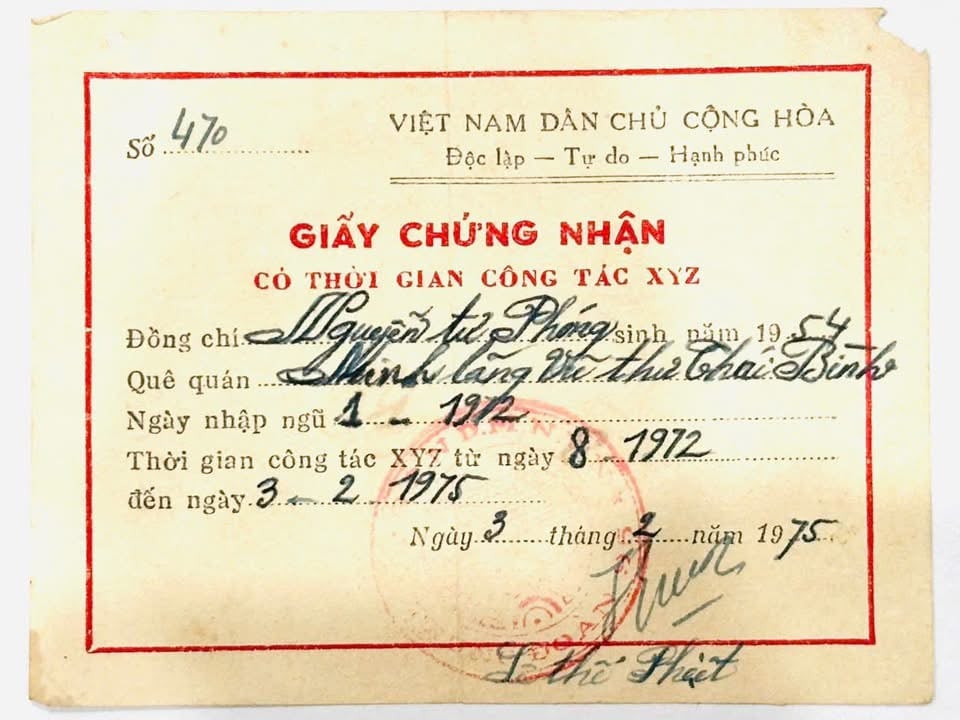 Số 470
VIỆT NAM DÂN CHỦ CỘNG HÒA
Độc lập — Tự do — Hạnh phúc
GIẤY CHỨNG NHẬN
CÓ THỜI GIAN CÔNG TÁC XYZ
Đồng chí Nguyễn tư Phóng sinh năm 1954
Quê quán Minh lãng Vũ thư Thái Bình
Ngày nhập ngũ 1 - 1972
Thời gian công tác XYZ từ ngày 8 - 1972
đến ngày 3 - 2 - 1975
Ngày 3 tháng 2 năm 1975
Lê thế Phiệt